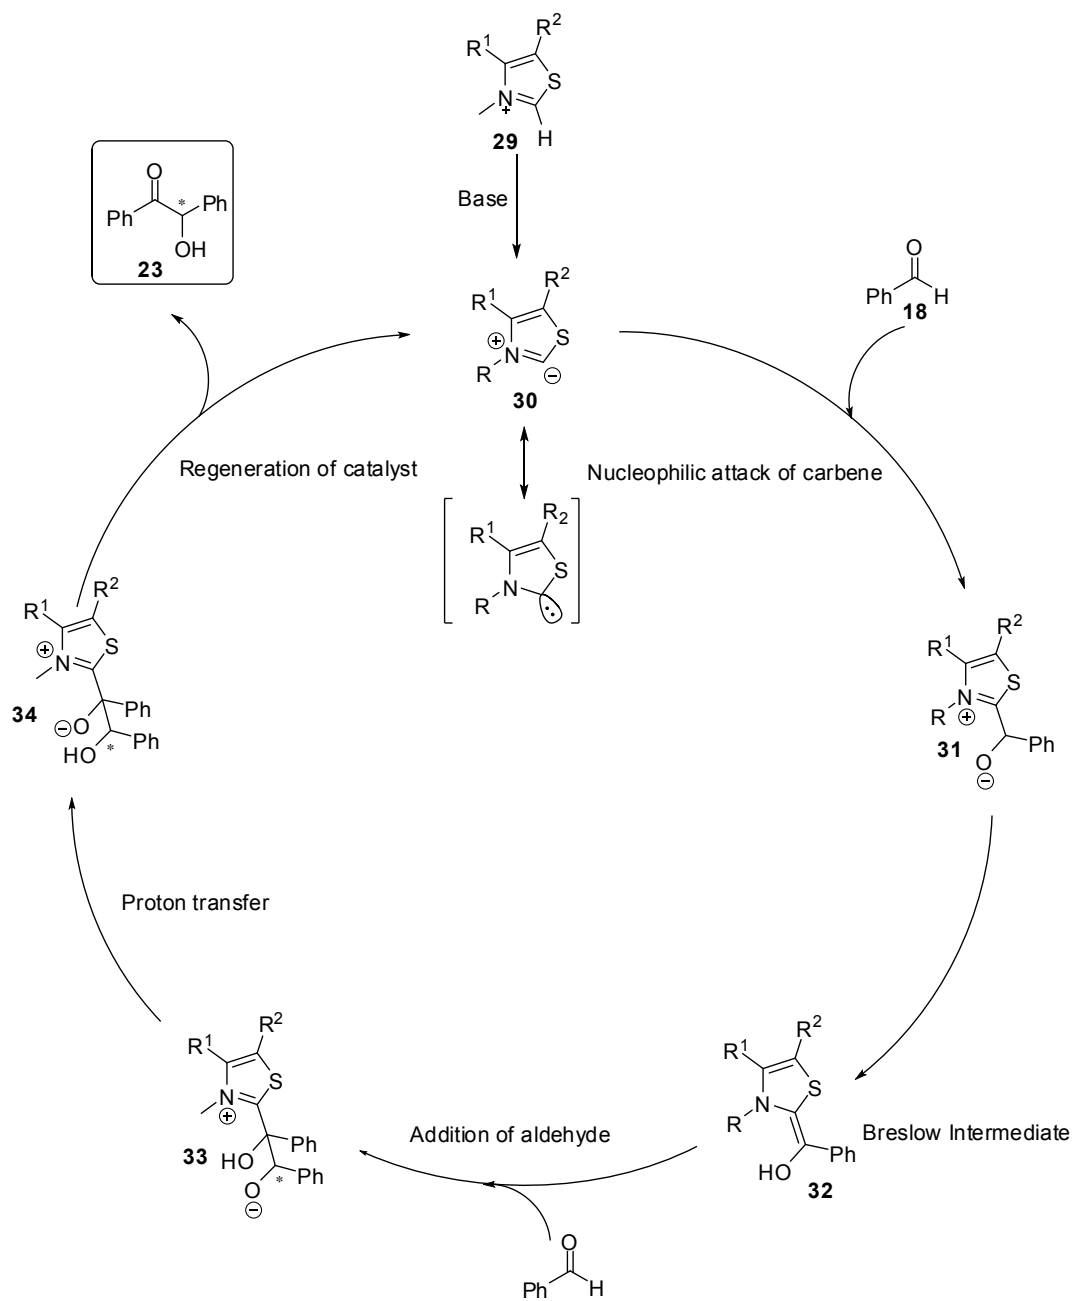 R1 R2
S
N
+
H
29
Base
O
Ph * Ph
OH
23
O
Ph H
18
R1 R2
S
⊕
N
R ⊖
30
Regeneration of catalyst
Nucleophilic attack of carbene
R1 R2
S
N
R ••
R1 R2
S
⊕
N
34
Ph
⊖O
Ph
HO *
R1 R2
S
N
R ⊕
31
Ph
O
⊖
Proton transfer
R1 R2
S
N
⊕
33
Ph
HO
Ph
O *
⊖
Addition of aldehyde
R1 R2
S
N
R
Breslow Intermediate
Ph
HO
32
O
Ph H